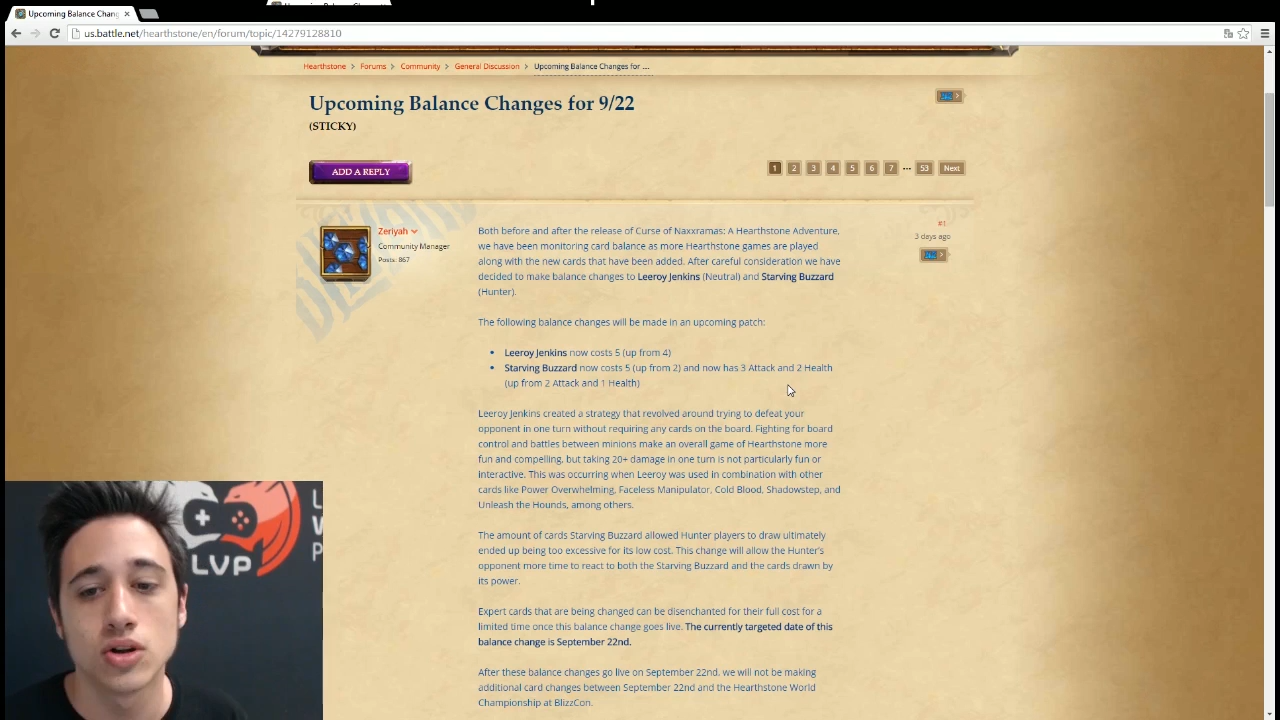 Upcoming Balance Chang
us.battle.net/hearthstone/en/forum/topic/14279128810
Hearthstone > Forums > Community > General Discussion > Upcoming Balance Changes for ...
Upcoming Balance Changes for 9/22
(STICKY)
ADD A REPLY
1 2 3 4 5 6 7 ... 53 Next
Zeriyah
Community Manager
Posts: 867
#1
3 days ago
Both before and after the release of Curse of Naxxramas: A Hearthstone Adventure,
we have been monitoring card balance as more Hearthstone games are played
along with the new cards that have been added. After careful consideration we have
decided to make balance changes to Leeroy Jenkins (Neutral) and Starving Buzzard
(Hunter).
The following balance changes will be made in an upcoming patch:
• Leeroy Jenkins now costs 5 (up from 4)
• Starving Buzzard now costs 5 (up from 2) and now has 3 Attack and 2 Health
(up from 2 Attack and 1 Health)
Leeroy Jenkins created a strategy that revolved around trying to defeat your
opponent in one turn without requiring any cards on the board. Fighting for board
control and battles between minions make an overall game of Hearthstone more
fun and compelling, but taking 20+ damage in one turn is not particularly fun or
interactive. This was occurring when Leeroy was used in combination with other
cards like Power Overwhelming, Faceless Manipulator, Cold Blood, Shadowstep, and
Unleash the Hounds, among others.
The amount of cards Starving Buzzard allowed Hunter players to draw ultimately
ended up being too excessive for its low cost. This change will allow the Hunter's
opponent more time to react to both the Starving Buzzard and the cards drawn by
its power.
Expert cards that are being changed can be disenchanted for their full cost for a
limited time once this balance change goes live. The currently targeted date of this
balance change is September 22nd.
After these balance changes go live on September 22nd, we will not be making
additional card changes between September 22nd and the Hearthstone World
Championship at BlizzCon.
LVP
L